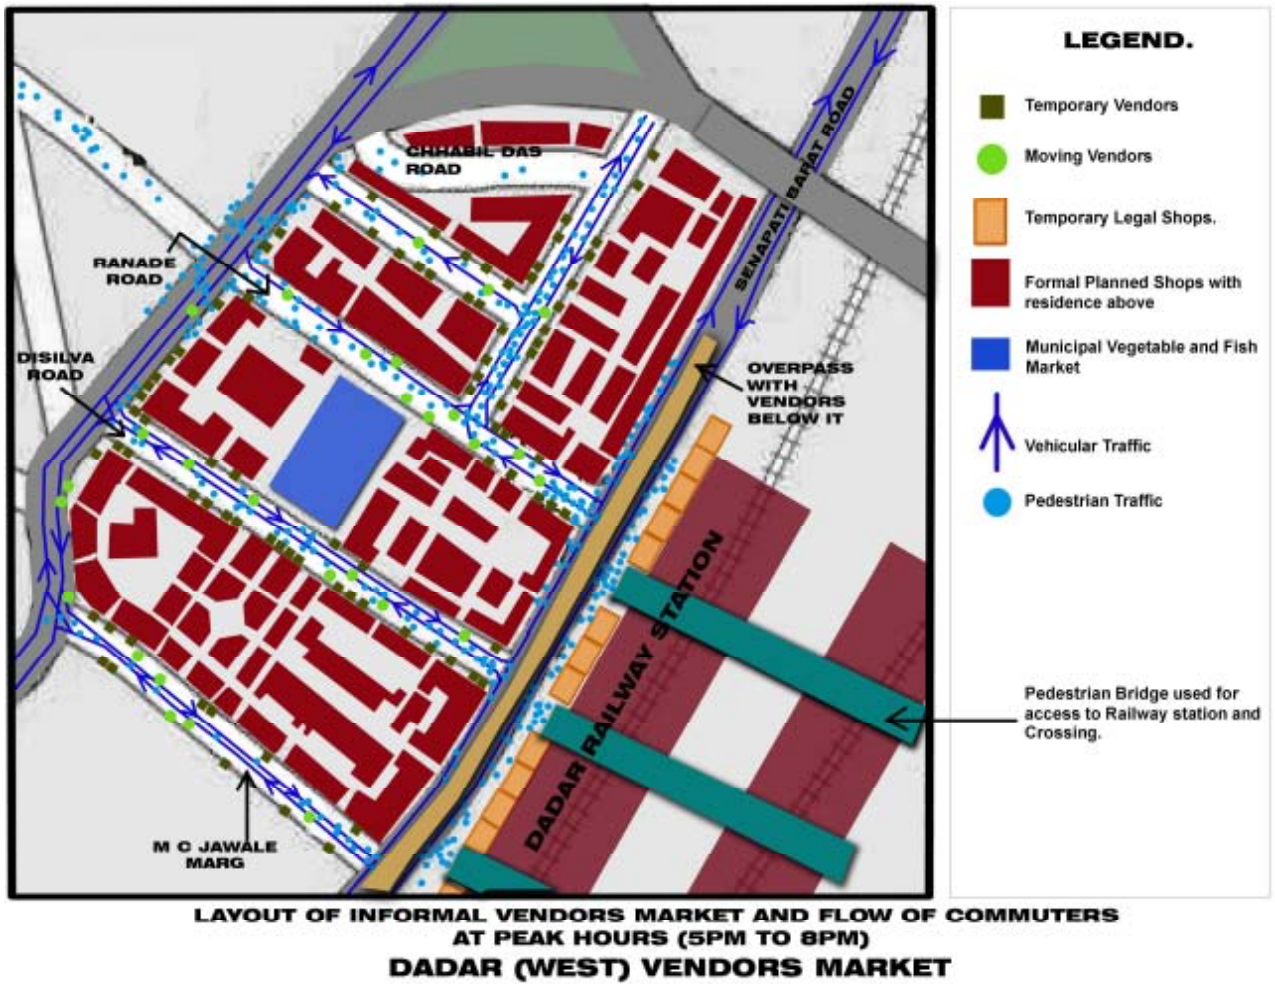 LEGEND.
Temporary Vendors
Moving Vendors
Temporary Legal Shops.
Formal Planned Shops with
residence above
Municipal Vegetable and Fish
Market
Vehicular Traffic
Pedestrian Traffic
Pedestrian Bridge used for
access to Railway station and
Crossing.
CHHABIL DAS
ROAD
SENAPATI BARAT ROAD
RANADE
ROAD
DISILVA
ROAD
OVERPASS
WITH
VENDORS
BELOW IT
DADAR RAILWAY STATION
M C JAWALE
MARG
LAYOUT OF INFORMAL VENDORS MARKET AND FLOW OF COMMUTERS
AT PEAK HOURS (5PM TO 8PM)
DADAR (WEST) VENDORS MARKET